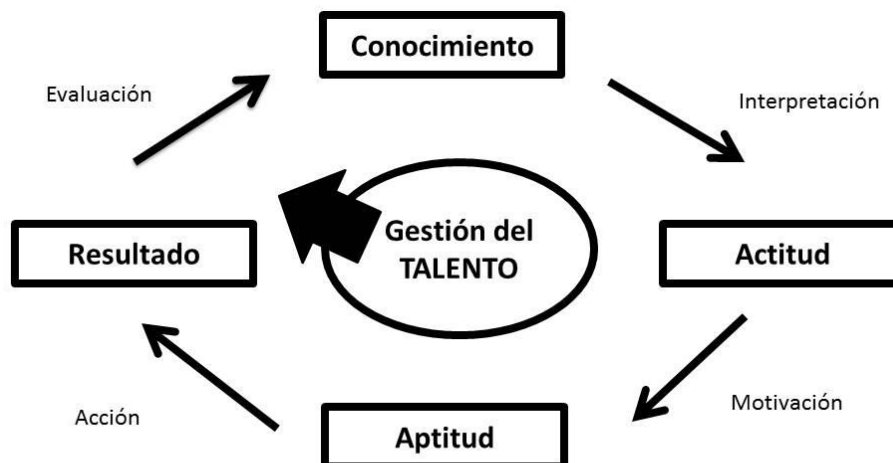 Conocimiento
Evaluación
Interpretación
Gestión del
TALENTO
Resultado
Actitud
Acción
Motivación
Aptitud